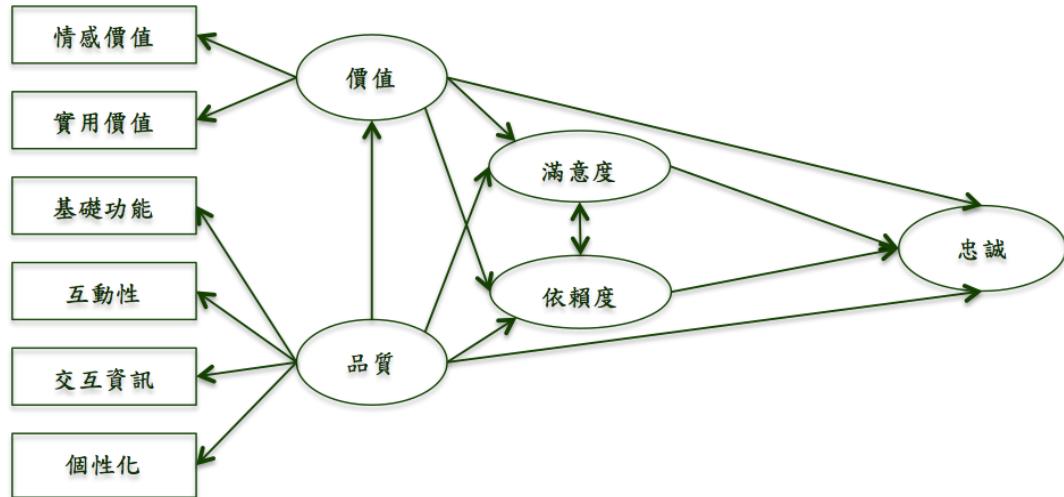 情感價值
實用價值
基礎功能
互動性
交互資訊
個性化
價值
品質
滿意度
依賴度
忠誠